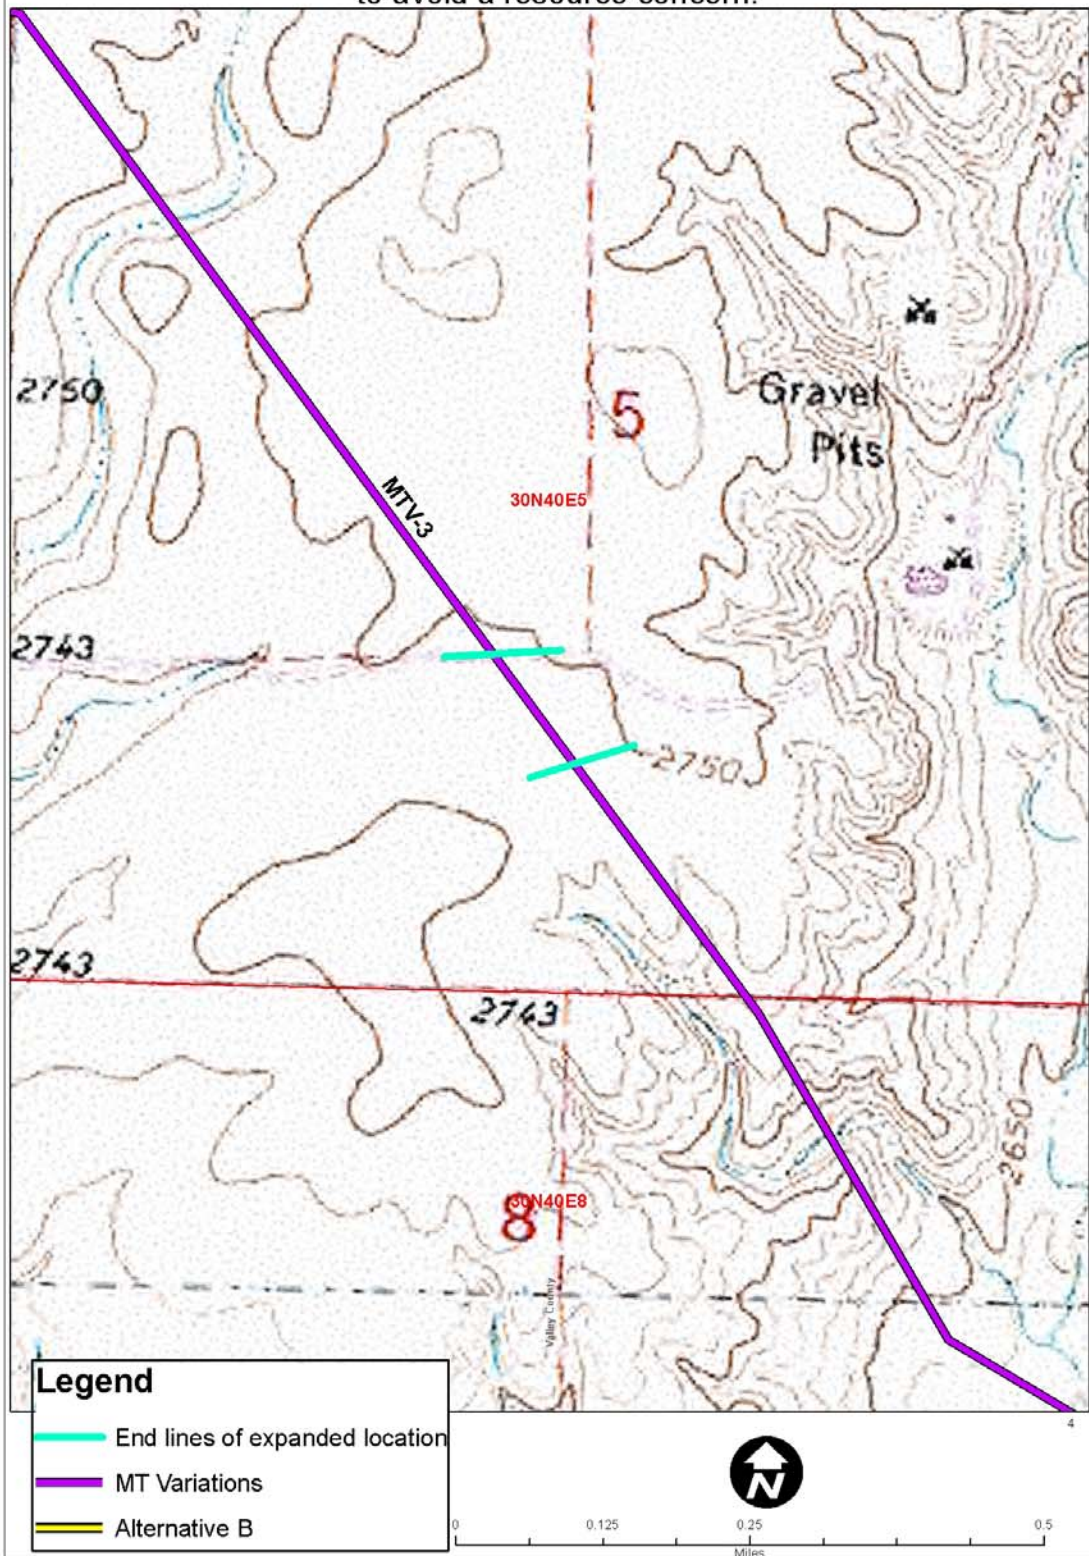 to avoid a resource concern.
2750
5
Gravel
Pits
MTV-3
30N40E5
2743
2750
2743
2743
2650
30N40E8
8
Valley County
Legend
End lines of expanded location
MT Variations
Alternative B
4
N
0 0.125 0.25 0.5
Miles